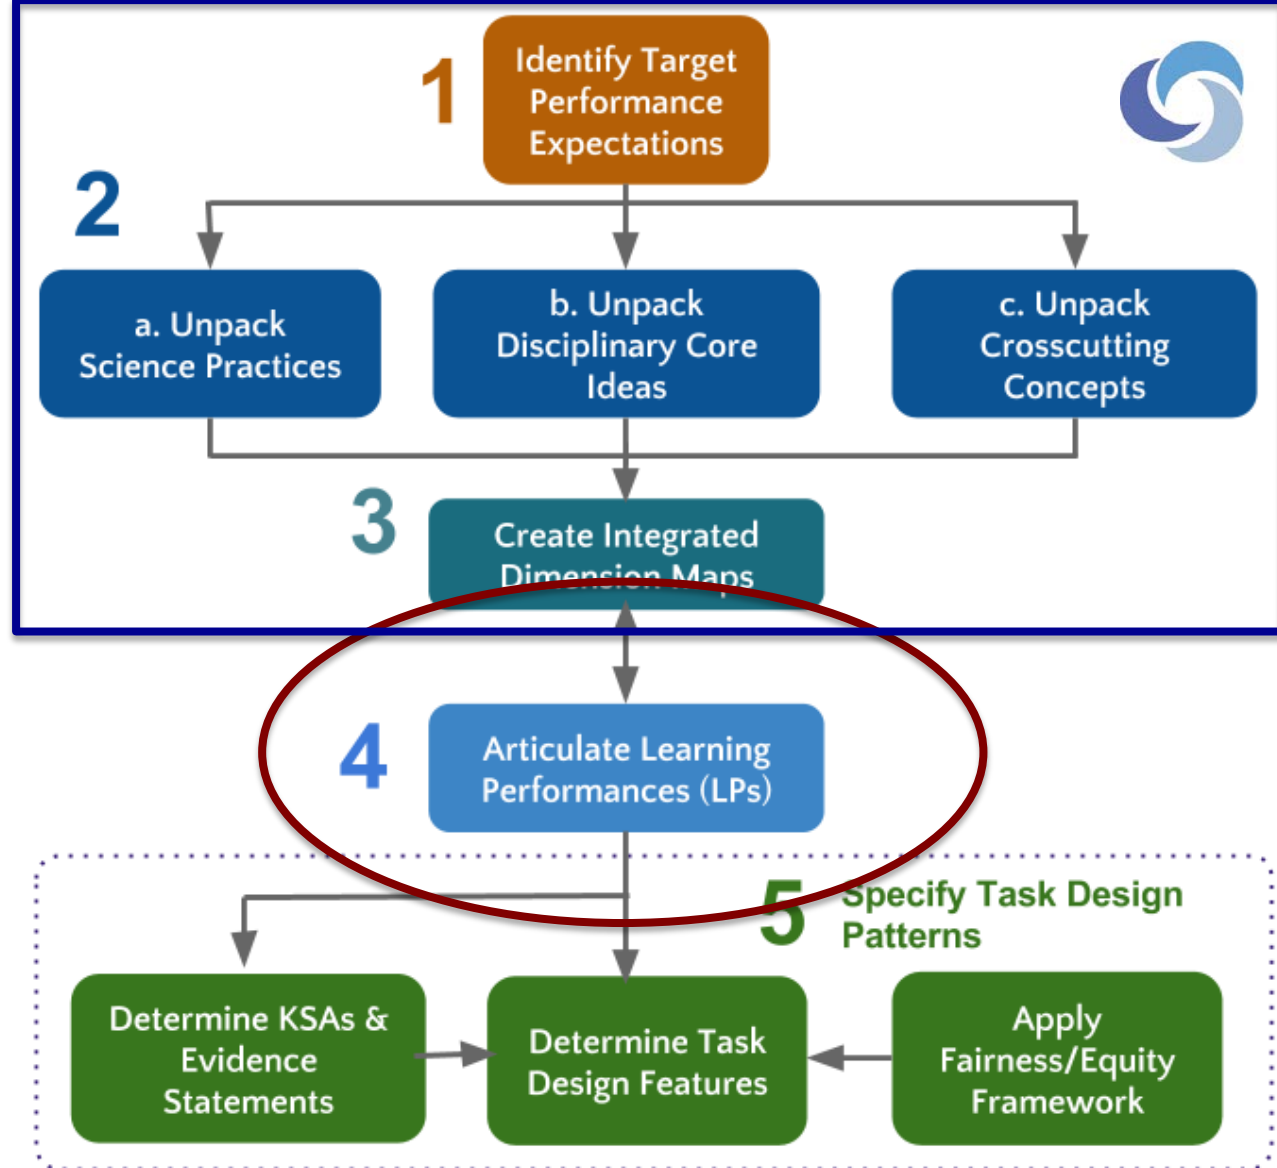 1
Identify Target
Performance
Expectations
2
a. Unpack
Science Practices
b. Unpack
Disciplinary Core
Ideas
c. Unpack
Crosscutting
Concepts
3
Create Integrated
Dimension Maps
4
Articulate Learning
Performances (LPs)
5
Specify Task Design
Patterns
Determine KSAs &
Evidence
Statements
Determine Task
Design Features
Apply
Fairness/Equity
Framework